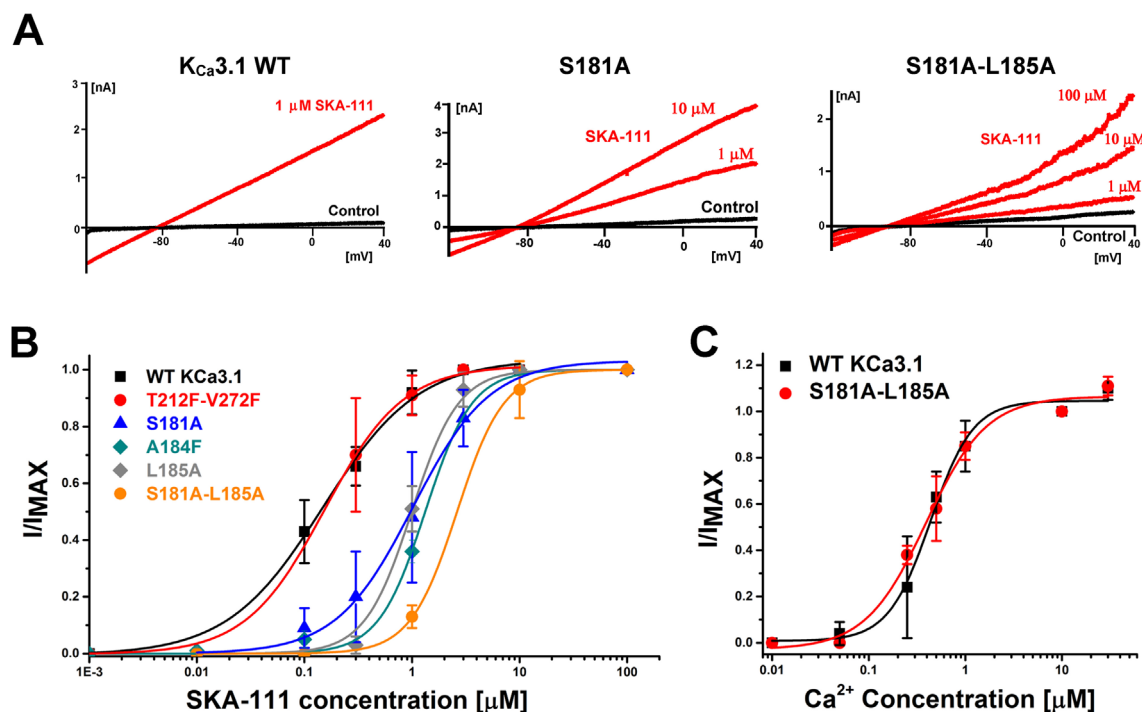 A
K_Ca3.1 WT
3
[nA]
2
1
0
1 μM SKA-111
Control
-80
-40
0
40
[mV]
S181A
4
[nA]
3
2
1
0
10 μM
SKA-111
1 μM
Control
-80
-40
0
40
[mV]
S181A-L185A
[nA]
2
1
0
100 μM
SKA-111
10 μM
1 μM
Control
-80
-40
0
40
[mV]
B
I/I_MAX
1.0
0.8
0.6
0.4
0.2
0.0
WT KCa3.1
T212F-V272F
S181A
A184F
L185A
S181A-L185A
1E-3
0.01
0.1
1
10
100
SKA-111 concentration [μM]
C
I/I_MAX
1.2
1.0
0.8
0.6
0.4
0.2
0.0
WT KCa3.1
S181A-L185A
0.01
0.1
1
10
Ca²⁺ Concentration [μM]